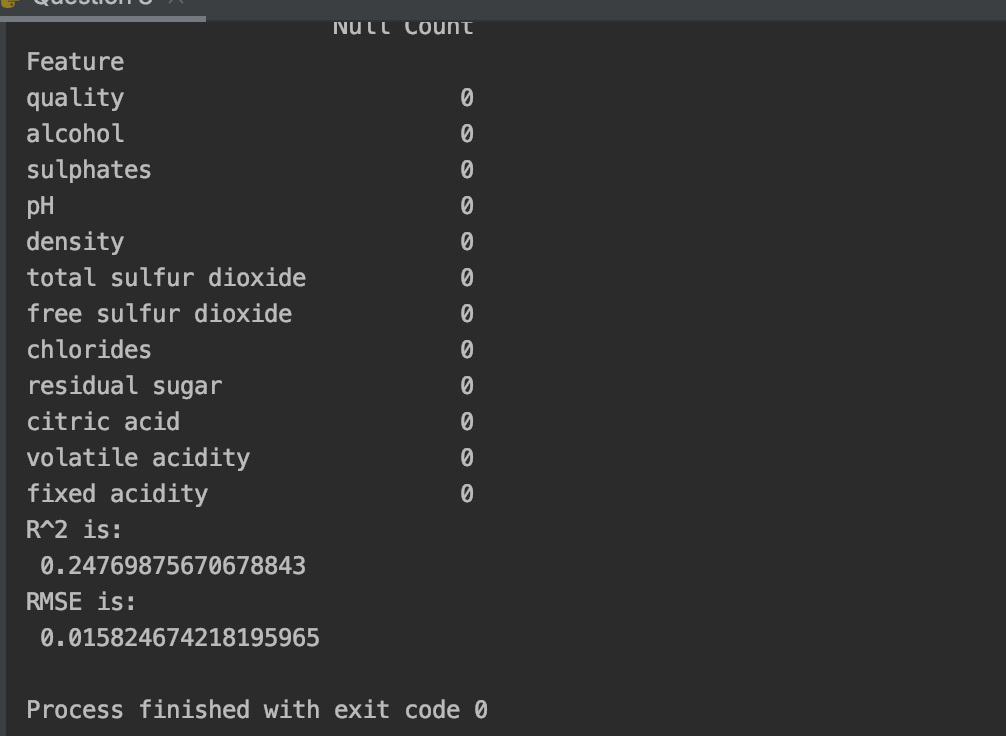 Question 3
Null Count
Feature
quality 0
alcohol 0
sulphates 0
pH 0
density 0
total sulfur dioxide 0
free sulfur dioxide 0
chlorides 0
residual sugar 0
citric acid 0
volatile acidity 0
fixed acidity 0
R^2 is:
0.24769875670678843
RMSE is:
0.015824674218195965
Process finished with exit code 0